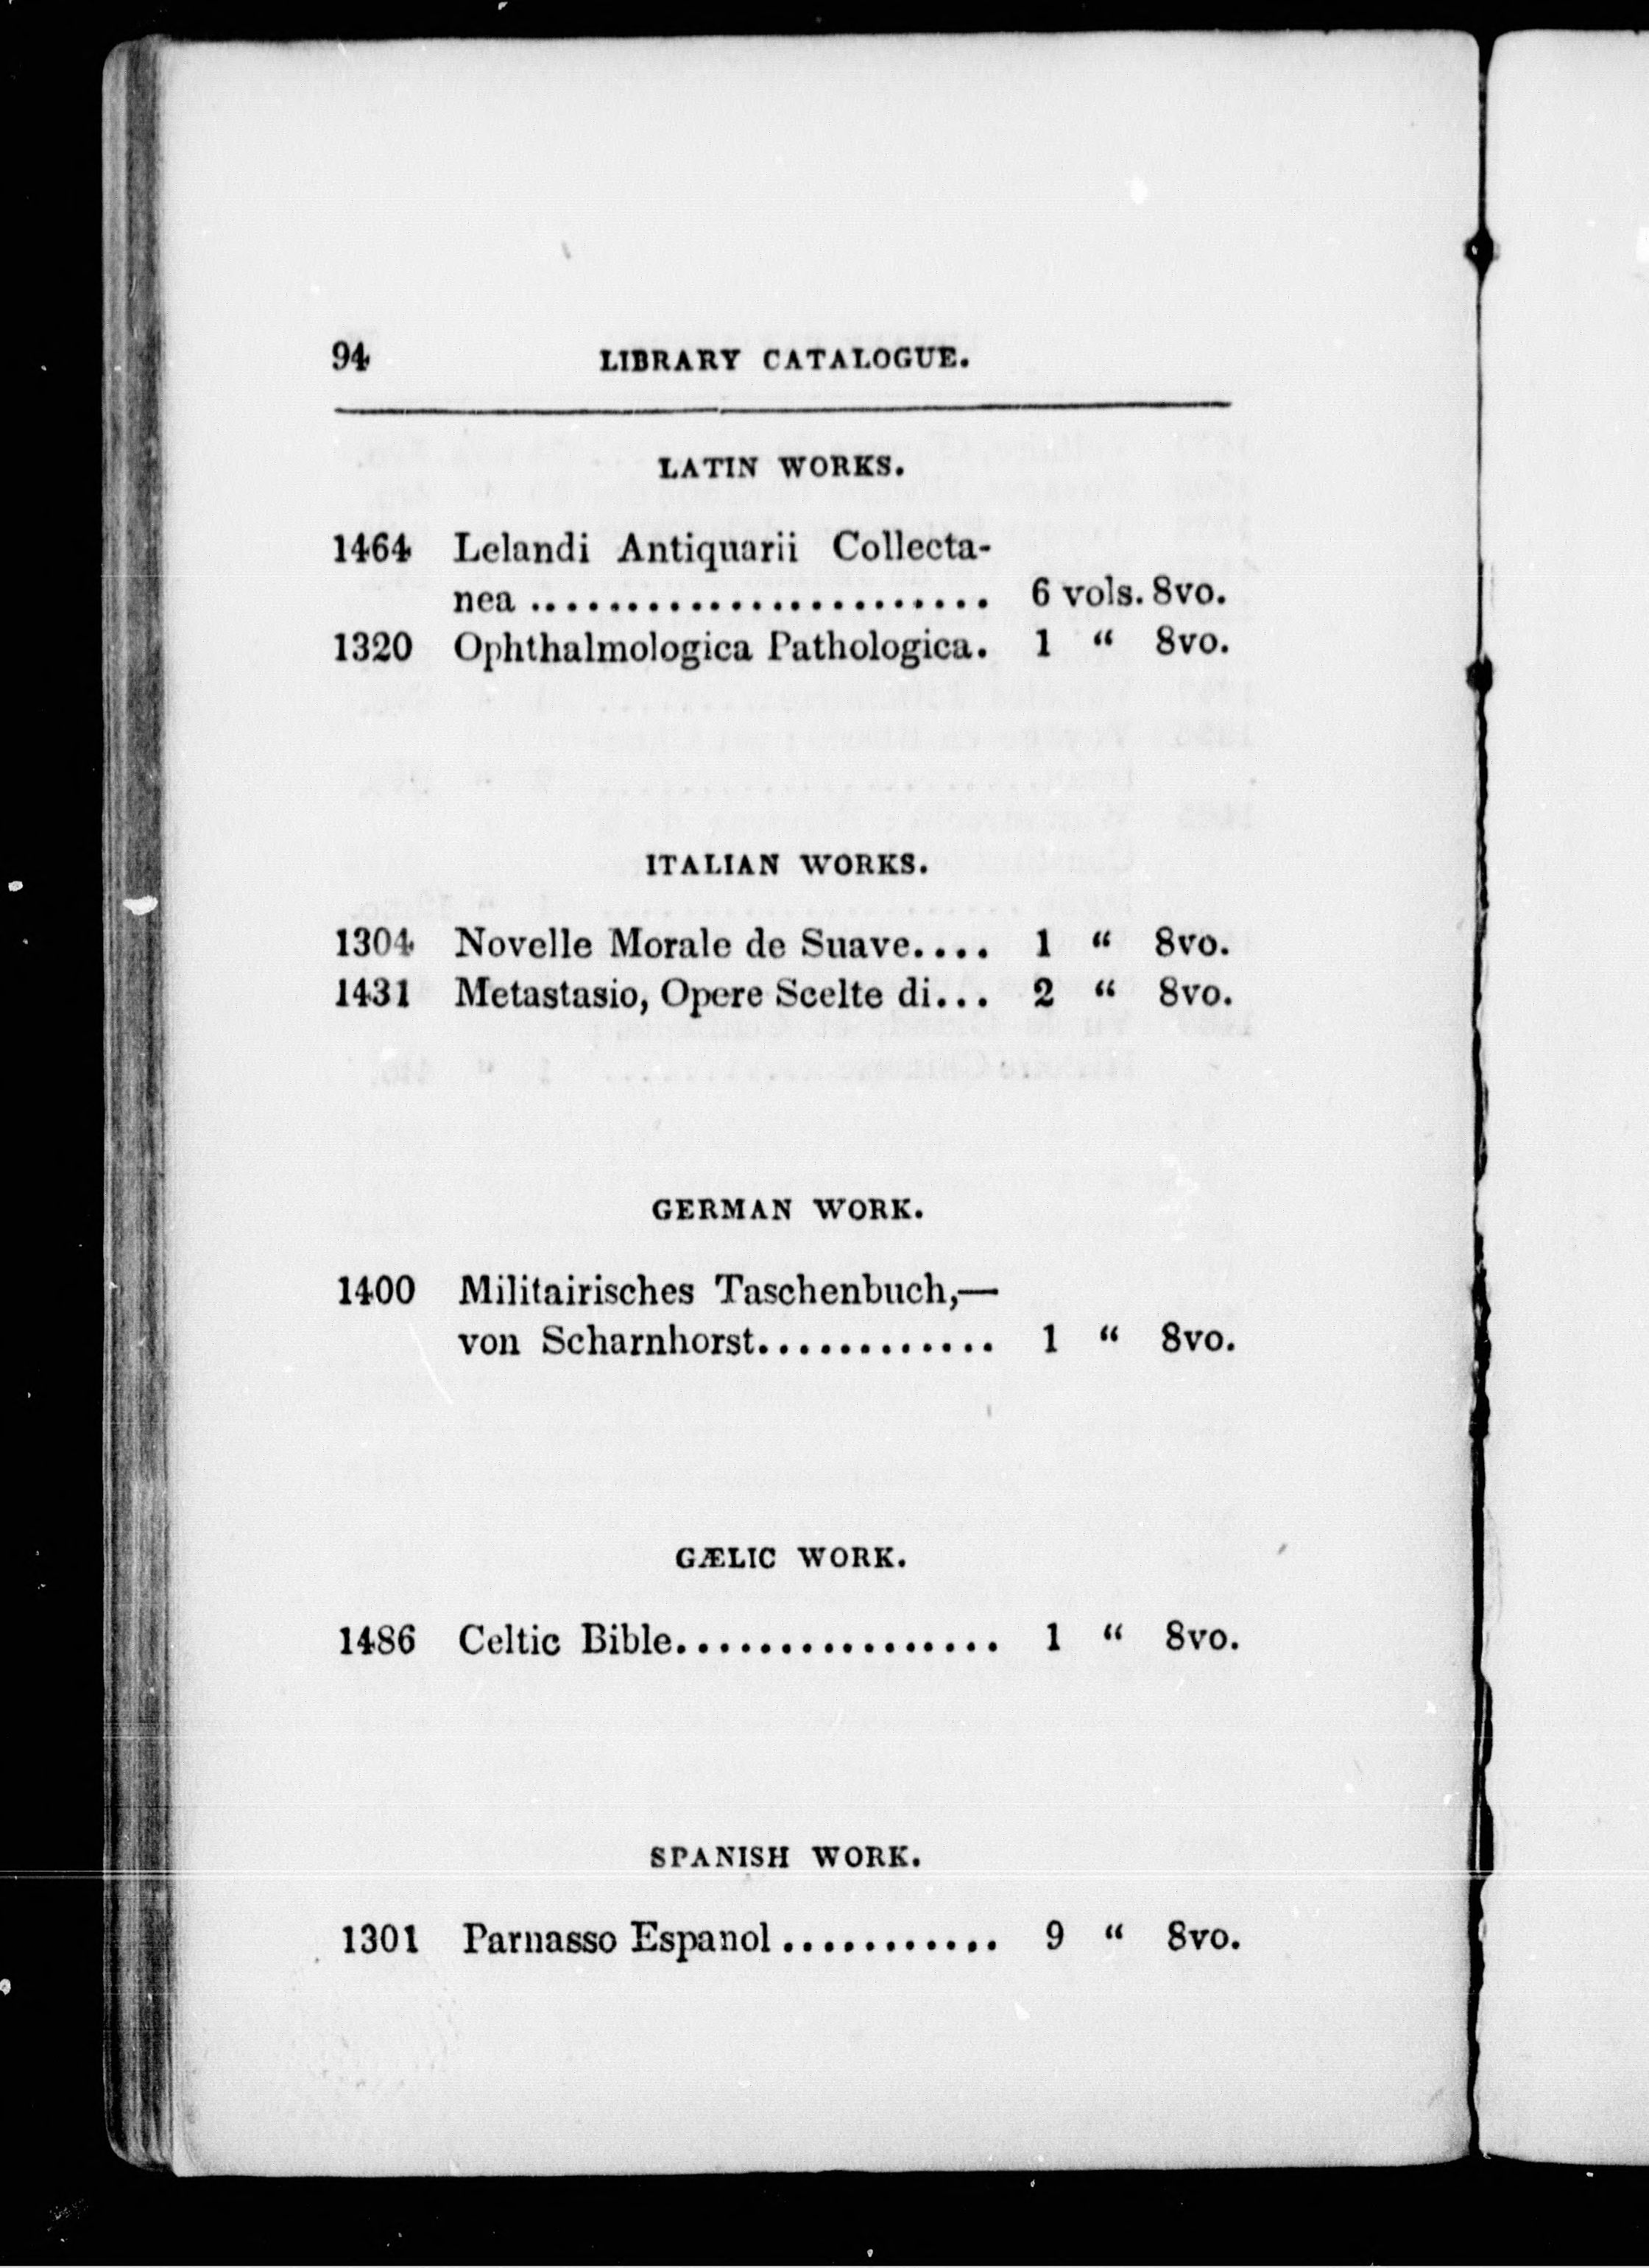 94 LIBRARY CATALOGUE.
LATIN WORKS.
1464 Lelandi Antiquarii Collecta-
nea ........................ 6 vols. 8vo.
1320 Ophthalmologica Pathologica. 1 “ 8vo.
ITALIAN WORKS.
1304 Novelle Morale de Suave.... 1 “ 8vo.
1431 Metastasio, Opere Scelte di... 2 “ 8vo.
GERMAN WORK.
1400 Militairisches Taschenbuch,—
von Scharnhorst............ 1 “ 8vo.
GÆLIC WORK.
1486 Celtic Bible................ 1 “ 8vo.
SPANISH WORK.
1301 Parnasso Espanol........... 9 “ 8vo.